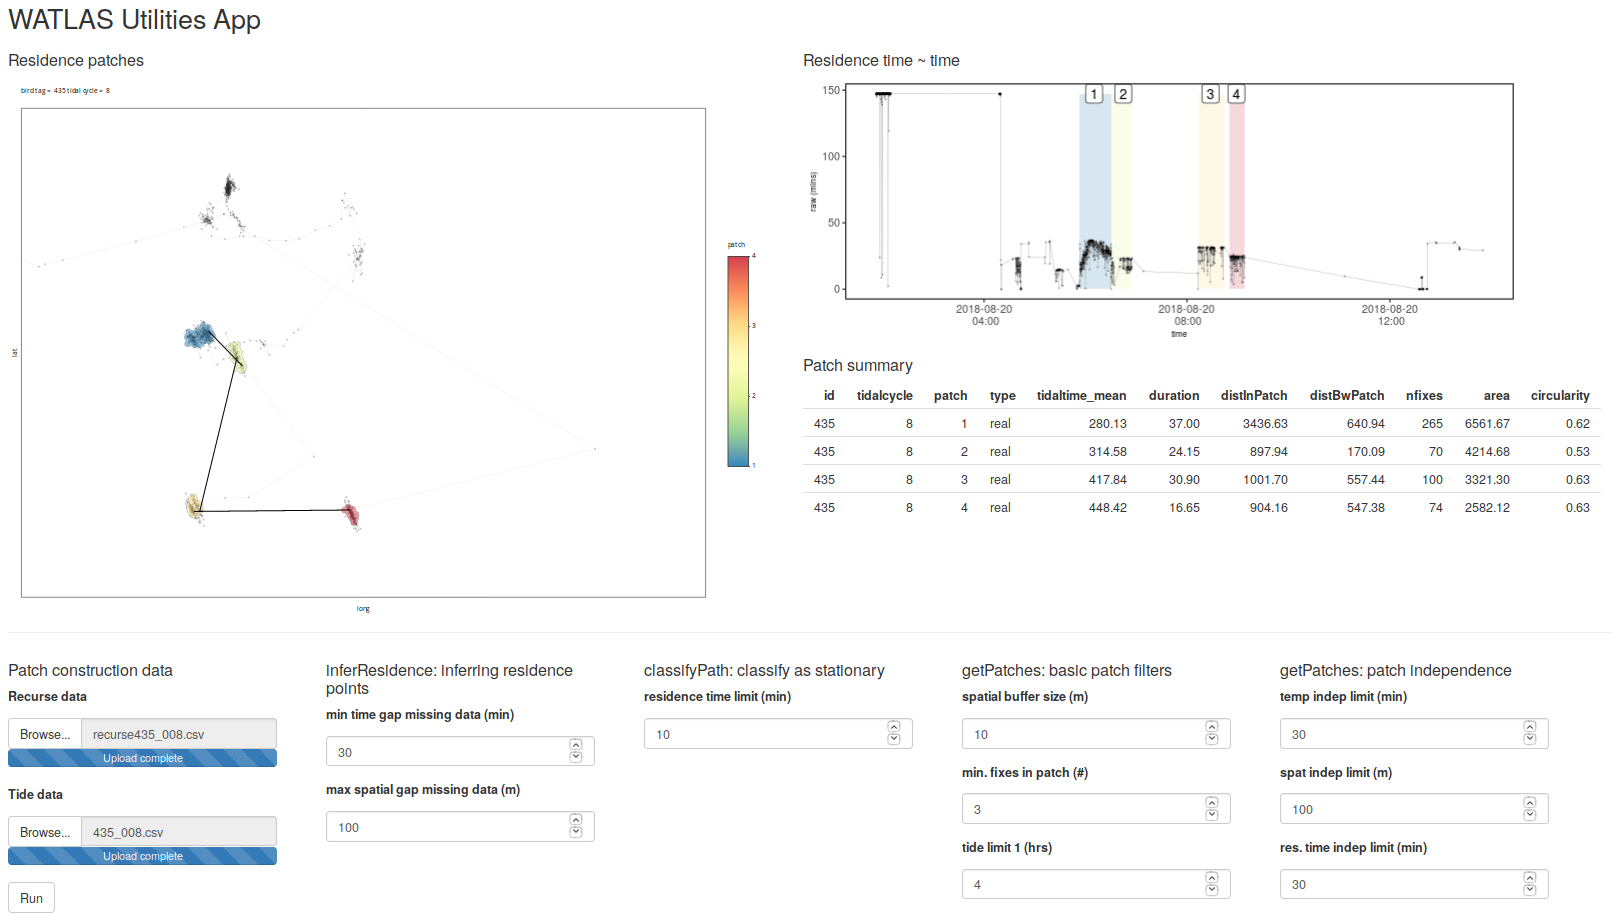 WATLAS Utilities App
Residence patches
bird tag = 435 tidal cycle = 8
lat
long
patch
4
3
2
1
Residence time ~ time
raw (mins)
150
100
50
0
1 2 3 4
2018-08-20 2018-08-20 2018-08-20
04:00 08:00 12:00
time
Patch summary
id tidalcycle patch type tidaltime_mean duration distInPatch distBwPatch nfixes area circularity
435 8 1 real 280.13 37.00 3436.63 640.94 265 6561.67 0.62
435 8 2 real 314.58 24.15 897.94 170.09 70 4214.68 0.53
435 8 3 real 417.84 30.90 1001.70 557.44 100 3321.30 0.63
435 8 4 real 448.42 16.65 904.16 547.38 74 2582.12 0.63
Patch construction data
Recurse data
Browse... recurse435_008.csv
Upload complete
Tide data
Browse... 435_008.csv
Upload complete
Run
inferResidence: inferring residence
points
min time gap missing data (min)
30
max spatial gap missing data (m)
100
classifyPath: classify as stationary
residence time limit (min)
10
getPatches: basic patch filters
spatial buffer size (m)
10
min. fixes in patch (#)
3
tide limit 1 (hrs)
4
getPatches: patch independence
temp indep limit (min)
30
spat indep limit (m)
100
res. time indep limit (min)
30